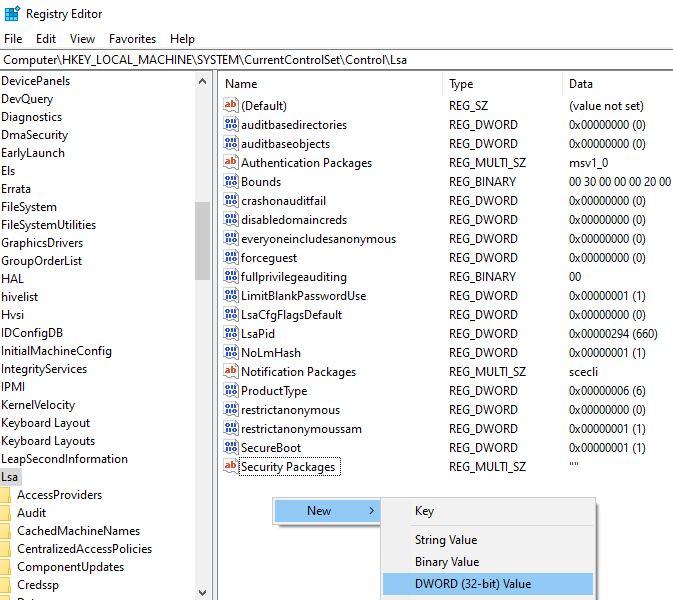 Registry Editor
File Edit View Favorites Help
Computer\HKEY_LOCAL_MACHINE\SYSTEM\CurrentControlSet\Control\Lsa
DevicePanels
DevQuery
Diagnostics
DmaSecurity
EarlyLaunch
Els
Errata
FileSystem
FileSystemUtilities
GraphicsDrivers
GroupOrderList
HAL
hivelist
Hvsi
IDConfigDB
InitialMachineConfig
IntegrityServices
IPMI
KernelVelocity
Keyboard Layout
Keyboard Layouts
LeapSecondInformation
Lsa
AccessProviders
Audit
CachedMachineNames
CentralizedAccessPolicies
ComponentUpdates
Credssp
Name Type Data
(Default) REG_SZ (value not set)
auditbasedirectories REG_DWORD 0x00000000 (0)
auditbaseobjects REG_DWORD 0x00000000 (0)
Authentication Packages REG_MULTI_SZ msv1_0
Bounds REG_BINARY 00 30 00 00 00 20 00
crashonauditfail REG_DWORD 0x00000000 (0)
disabledomaincreds REG_DWORD 0x00000000 (0)
everyoneincludesanonymous REG_DWORD 0x00000000 (0)
forceguest REG_DWORD 0x00000000 (0)
fullprivilegeauditing REG_BINARY 00
LimitBlankPasswordUse REG_DWORD 0x00000001 (1)
LsaCfgFlagsDefault REG_DWORD 0x00000000 (0)
LsaPid REG_DWORD 0x00000294 (660)
NoLmHash REG_DWORD 0x00000001 (1)
Notification Packages REG_MULTI_SZ scecli
ProductType REG_DWORD 0x00000006 (6)
restrictanonymous REG_DWORD 0x00000000 (0)
restrictanonymoussam REG_DWORD 0x00000001 (1)
SecureBoot REG_DWORD 0x00000001 (1)
Security Packages REG_MULTI_SZ ""
New
Key
String Value
Binary Value
DWORD (32-bit) Value